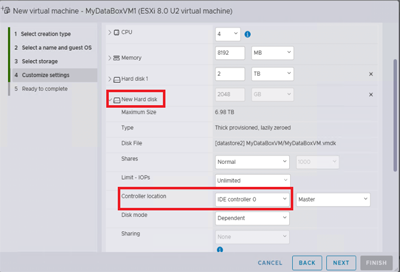 New virtual machine - MyDataBoxVM1 (ESXi 8.0 U2 virtual machine)
1 Select creation type
2 Select a name and guest OS
3 Select storage
4 Customize settings
5 Ready to complete
CPU 4
Memory 8192 MB
Hard disk 1 2 TB
New Hard disk 2048 GB
Maximum Size 6.98 TB
Type Thick provisioned, lazily zeroed
Disk File [datastore2] MyDataBoxVM/MyDataBoxVM.vmdk
Shares Normal 1000
Limit - IOPs Unlimited
Controller location IDE controller 0 Master
Disk mode Dependent
Sharing None
CANCEL BACK NEXT FINISH